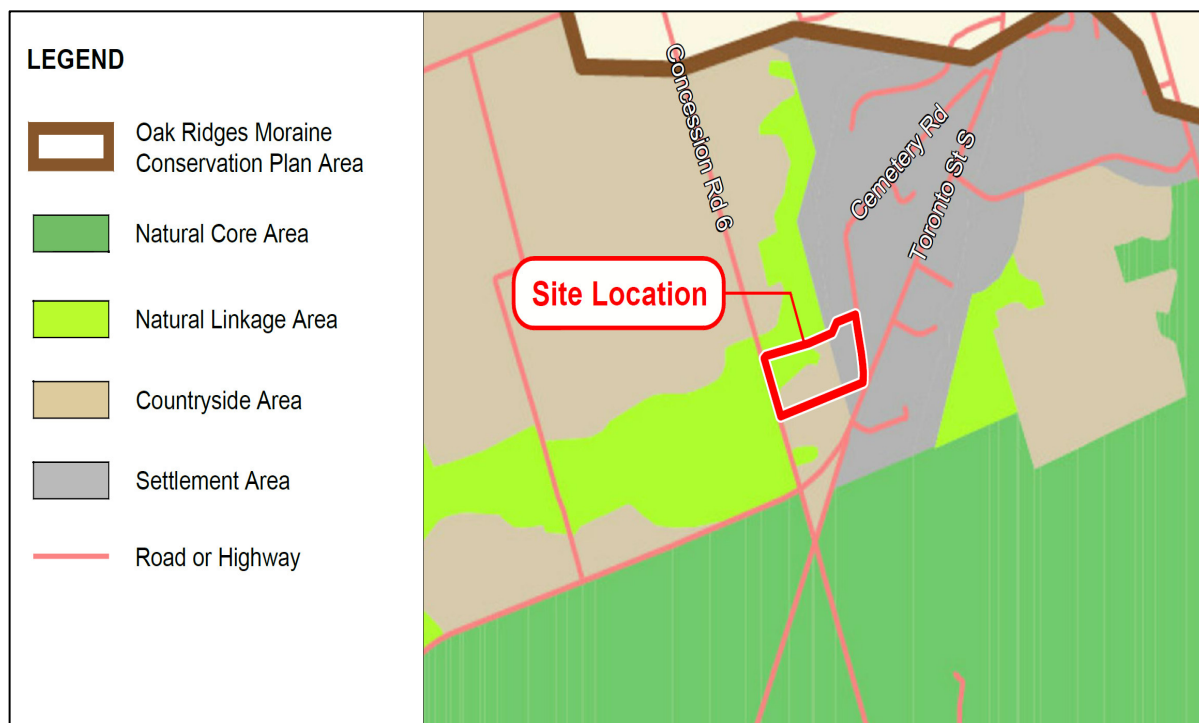 LEGEND
Oak Ridges Moraine
Conservation Plan Area
Natural Core Area
Natural Linkage Area
Countryside Area
Settlement Area
Road or Highway
Concession Rd 6
Cemetery Rd
Toronto St S
Site Location